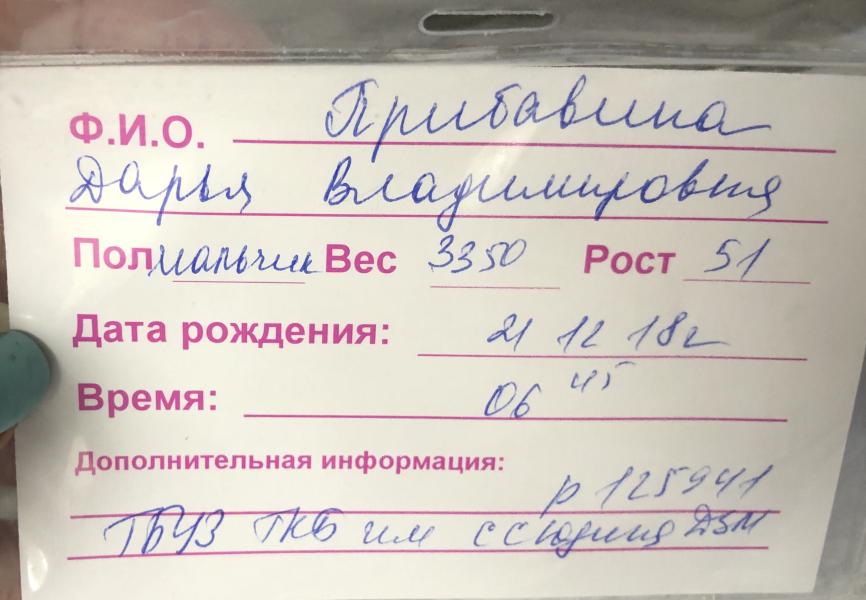 Ф.И.О. Прибавина
Дарья Владимировна
Пол мальчик Вес 3350 Рост 51
Дата рождения: 21 12 18г
Время: 06 45
Дополнительная информация:
р 125941
ГБУЗ ГКБ им С С Юдина ДЗМ